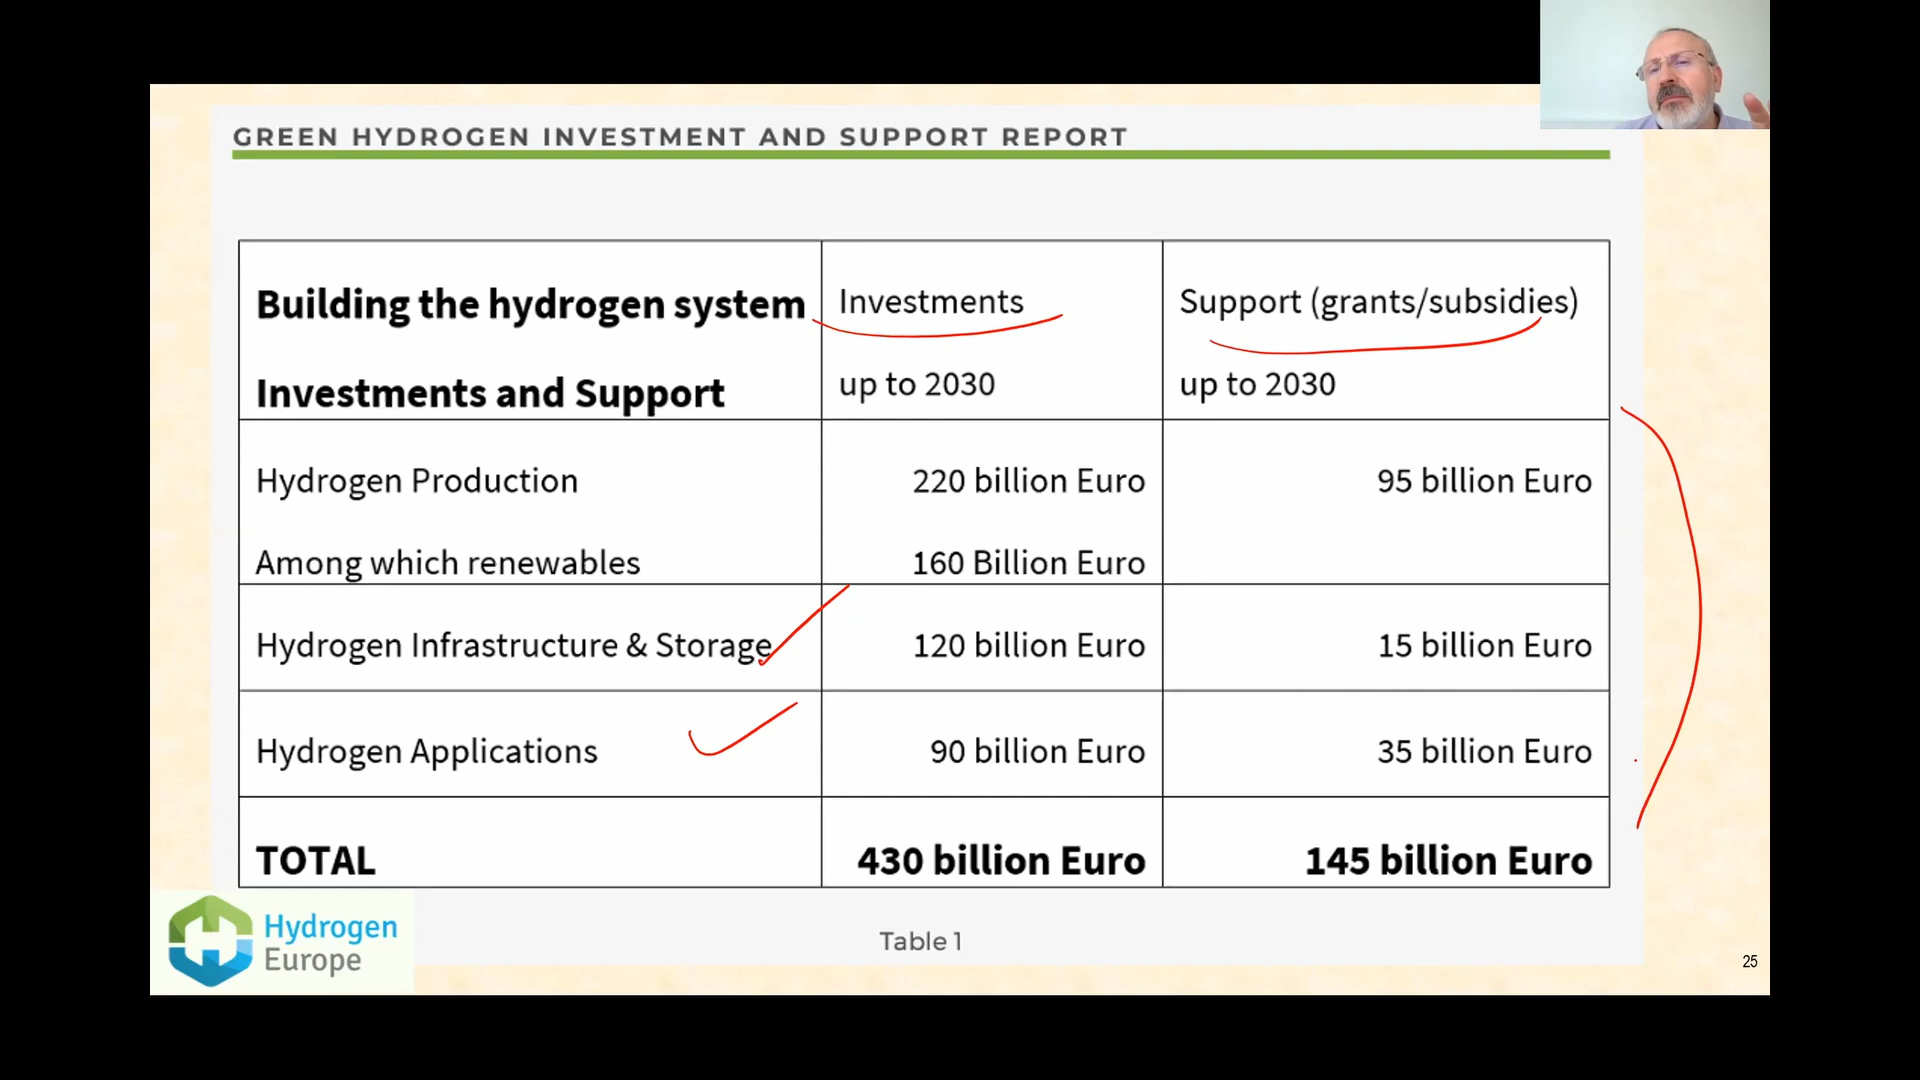 GREEN HYDROGEN INVESTMENT AND SUPPORT REPORT
Building the hydrogen system
Investments and Support
Investments
up to 2030
Support (grants/subsidies)
up to 2030
Hydrogen Production
220 billion Euro
95 billion Euro
Among which renewables
160 Billion Euro
Hydrogen Infrastructure & Storage
120 billion Euro
15 billion Euro
Hydrogen Applications
90 billion Euro
35 billion Euro
TOTAL
430 billion Euro
145 billion Euro
Hydrogen
Europe
Table 1
25